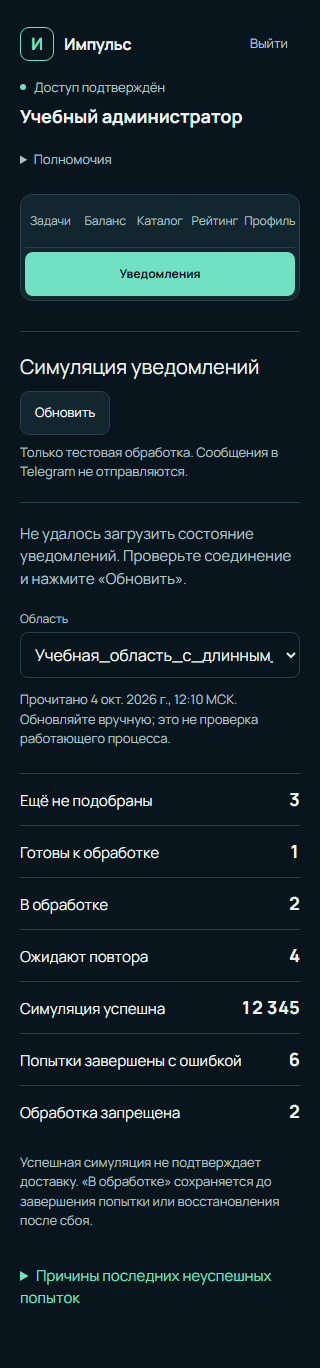 И Импульс Выйти
Доступ подтверждён
Учебный администратор
Полномочия
Задачи Баланс Каталог Рейтинг Профиль
Уведомления
Симуляция уведомлений
Обновить
Только тестовая обработка. Сообщения в
Telegram не отправляются.
Не удалось загрузить состояние
уведомлений. Проверьте соединение
и нажмите «Обновить».
Область
Учебная_область_с_длинным_
Прочитано 4 окт. 2026 г., 12:10 МСК.
Обновляйте вручную; это не проверка
работающего процесса.
Ещё не подобраны 3
Готовы к обработке 1
В обработке 2
Ожидают повтора 4
Симуляция успешна 12 345
Попытки завершены с ошибкой 6
Обработка запрещена 2
Успешная симуляция не подтверждает
доставку. «В обработке» сохраняется до
завершения попытки или восстановления
после сбоя.
Причины последних неуспешных
попыток